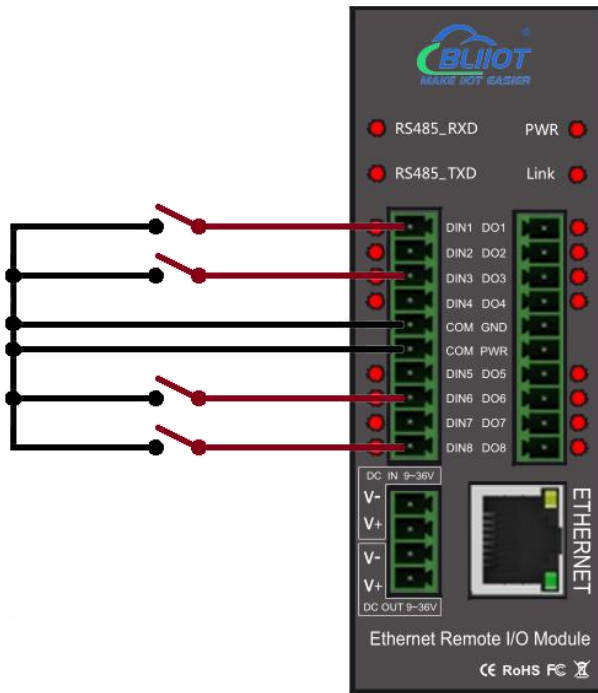 BLIIOT
®
MAKE IIOT EASIER
RS485_RXD PWR
RS485_TXD Link
DIN1 DO1
DIN2 DO2
DIN3 DO3
DIN4 DO4
COM GND
COM PWR
DIN5 DO5
DIN6 DO6
DIN7 DO7
DIN8 DO8
DC IN 9~36V
V-
V+
V-
V+
DC OUT 9~36V
ETHERNET
Ethernet Remote I/O Module
CE RoHS FC